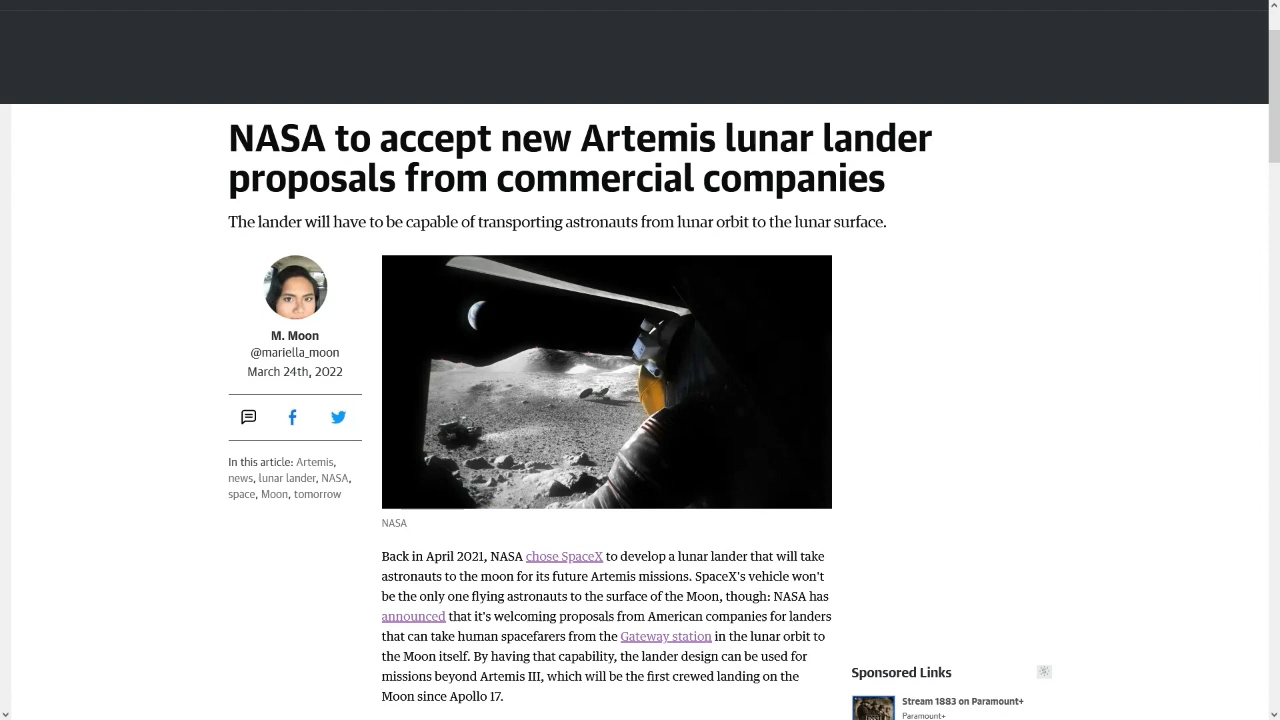 NASA to accept new Artemis lunar lander
proposals from commercial companies
The lander will have to be capable of transporting astronauts from lunar orbit to the lunar surface.
M. Moon
@mariella_moon
March 24th, 2022
In this article: Artemis,
news, lunar lander, NASA,
space, Moon, tomorrow
NASA
Back in April 2021, NASA chose SpaceX to develop a lunar lander that will take
astronauts to the moon for its future Artemis missions. SpaceX's vehicle won't
be the only one flying astronauts to the surface of the Moon, though: NASA has
announced that it's welcoming proposals from American companies for landers
that can take human spacefarers from the Gateway station in the lunar orbit to
the Moon itself. By having that capability, the lander design can be used for
missions beyond Artemis III, which will be the first crewed landing on the
Moon since Apollo 17.
Sponsored Links
Stream 1883 on Paramount+
Paramount+